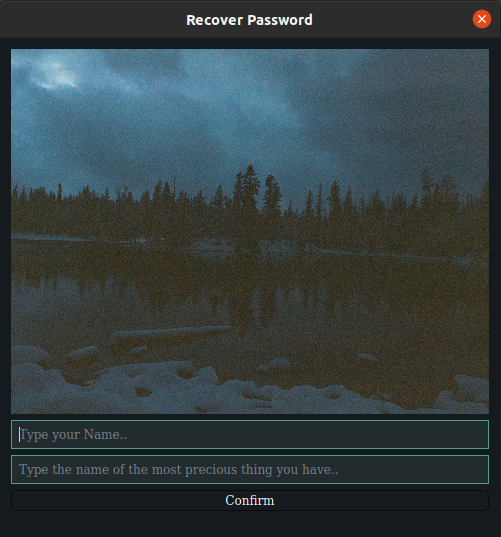 Recover Password
Type your Name..
Type the name of the most precious thing you have..
Confirm